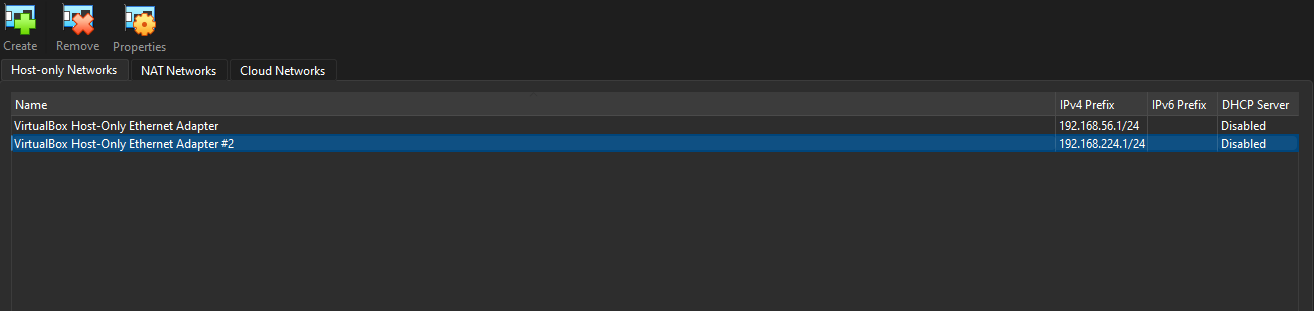 Create Remove Properties
Host-only Networks NAT Networks Cloud Networks
Name IPv4 Prefix IPv6 Prefix DHCP Server
VirtualBox Host-Only Ethernet Adapter 192.168.56.1/24 Disabled
VirtualBox Host-Only Ethernet Adapter #2 192.168.224.1/24 Disabled